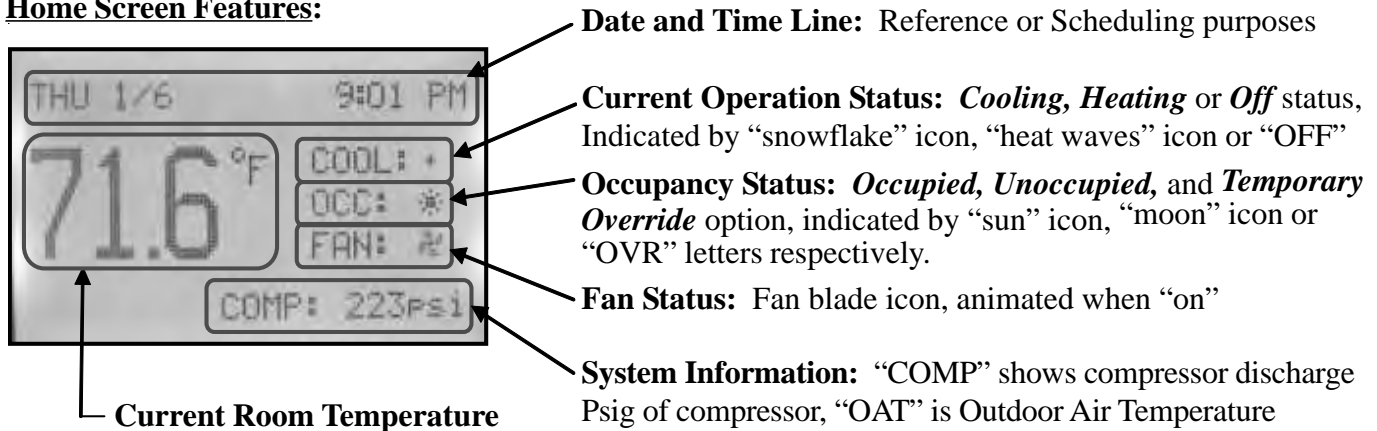 Home Screen Features:
THU 1/6 9:01 PM
71.6 °F
COOL:
OCC:
FAN:
COMP: 223psi
Current Room Temperature
Date and Time Line: Reference or Scheduling purposes
Current Operation Status: Cooling, Heating or Off status,
Indicated by “snowflake” icon, “heat waves” icon or “OFF”
Occupancy Status: Occupied, Unoccupied, and Temporary
Override option, indicated by “sun” icon, “moon” icon or
“OVR” letters respectively.
Fan Status: Fan blade icon, animated when “on”
System Information: “COMP” shows compressor discharge
Psig of compressor, “OAT” is Outdoor Air Temperature